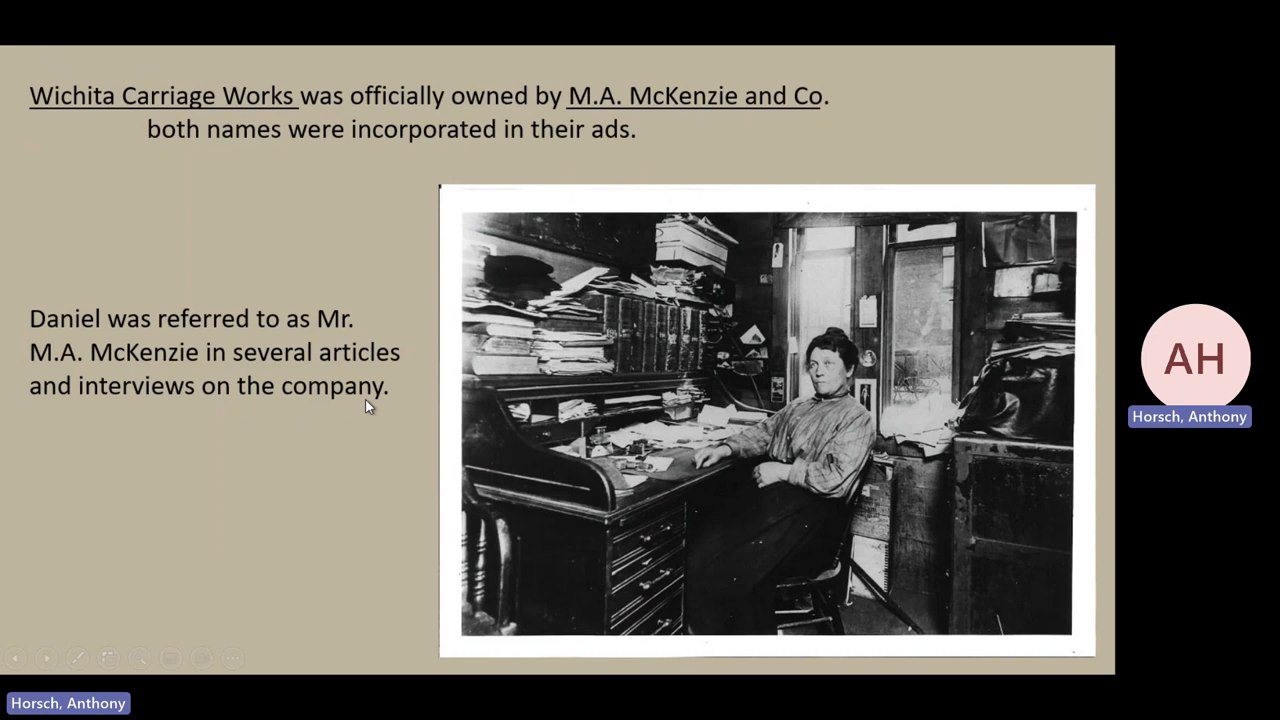 Wichita Carriage Works was officially owned by M.A. McKenzie and Co.
both names were incorporated in their ads.
Daniel was referred to as Mr.
M.A. McKenzie in several articles
and interviews on the company.
AH
Horsch, Anthony
Horsch, Anthony